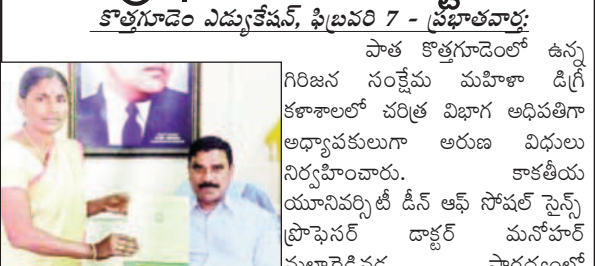 కొత్తగూడెం ఎడ్యుకేషన్, ఫిబ్రవరి 7 - ప్రభాతవార్త:
పాత కొత్తగూడెంలో ఉన్న
గిరిజన సంక్షేమ మహిళా డిగ్రీ
కళాశాలలో చరిత్ర విభాగ అధిపతిగా
అధ్యాపకులుగా అరుణ విధులు
నిర్వహించారు. కాకతీయ
యూనివర్సిటీ డీన్ ఆఫ్ సోషల్ సైన్స్
ప్రొఫెసర్ డాక్టర్ మనోహర్